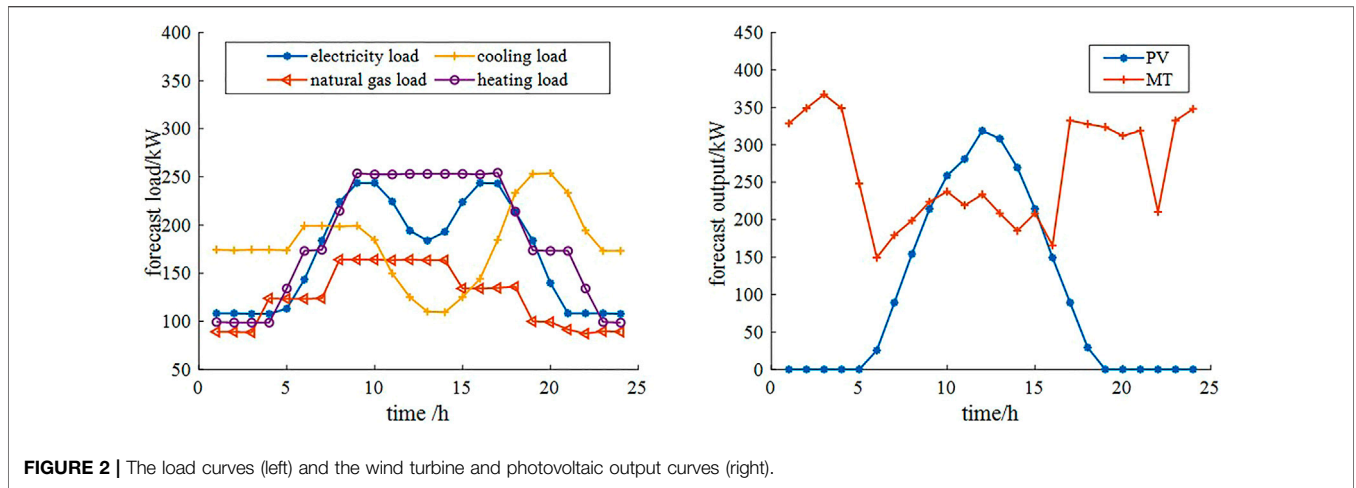 400
350
300
250
200
150
100
50
0
5
10
15
20
25
forecast load/kW
time /h
electricity load
cooling load
natural gas load
heating load
450
400
350
300
250
200
150
100
50
0
0
5
10
15
20
25
forecast output/kW
time/h
PV
MT
FIGURE 2 | The load curves (left) and the wind turbine and photovoltaic output curves (right).